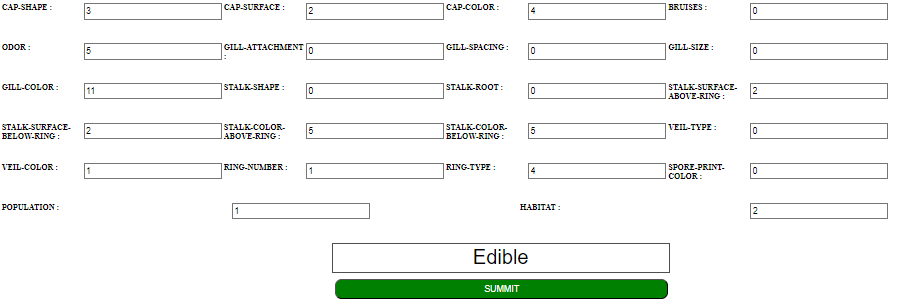 CAP-SHAPE : 3 CAP-SURFACE : 2 CAP-COLOR : 4 BRUISES : 0
ODOR : 5 GILL-ATTACHMENT : 0 GILL-SPACING : 0 GILL-SIZE : 0
GILL-COLOR : 11 STALK-SHAPE : 0 STALK-ROOT : 0 STALK-SURFACE-ABOVE-RING : 2
STALK-SURFACE-BELOW-RING : 2 STALK-COLOR-ABOVE-RING : 5 STALK-COLOR-BELOW-RING : 5 VEIL-TYPE : 0
VEIL-COLOR : 1 RING-NUMBER : 1 RING-TYPE : 4 SPORE-PRINT-COLOR : 0
POPULATION : 1 HABITAT : 2
Edible
SUMMIT